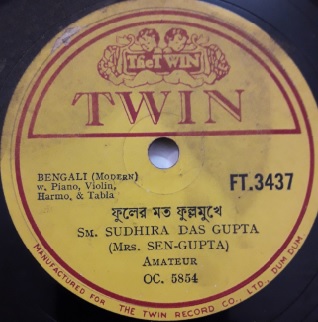 The TWIN
TWIN
BENGALI (MODERN)
w. Piano, Violin,
Harmo, & Tabla
FT.3437
ফুলের মত ফুল্লমুখে
SM. SUDHIRA DAS GUPTA
(MRS. SEN-GUPTA)
AMATEUR
OC. 5854
MANUFACTURED FOR THE TWIN RECORD CO., LTD., DUM DUM